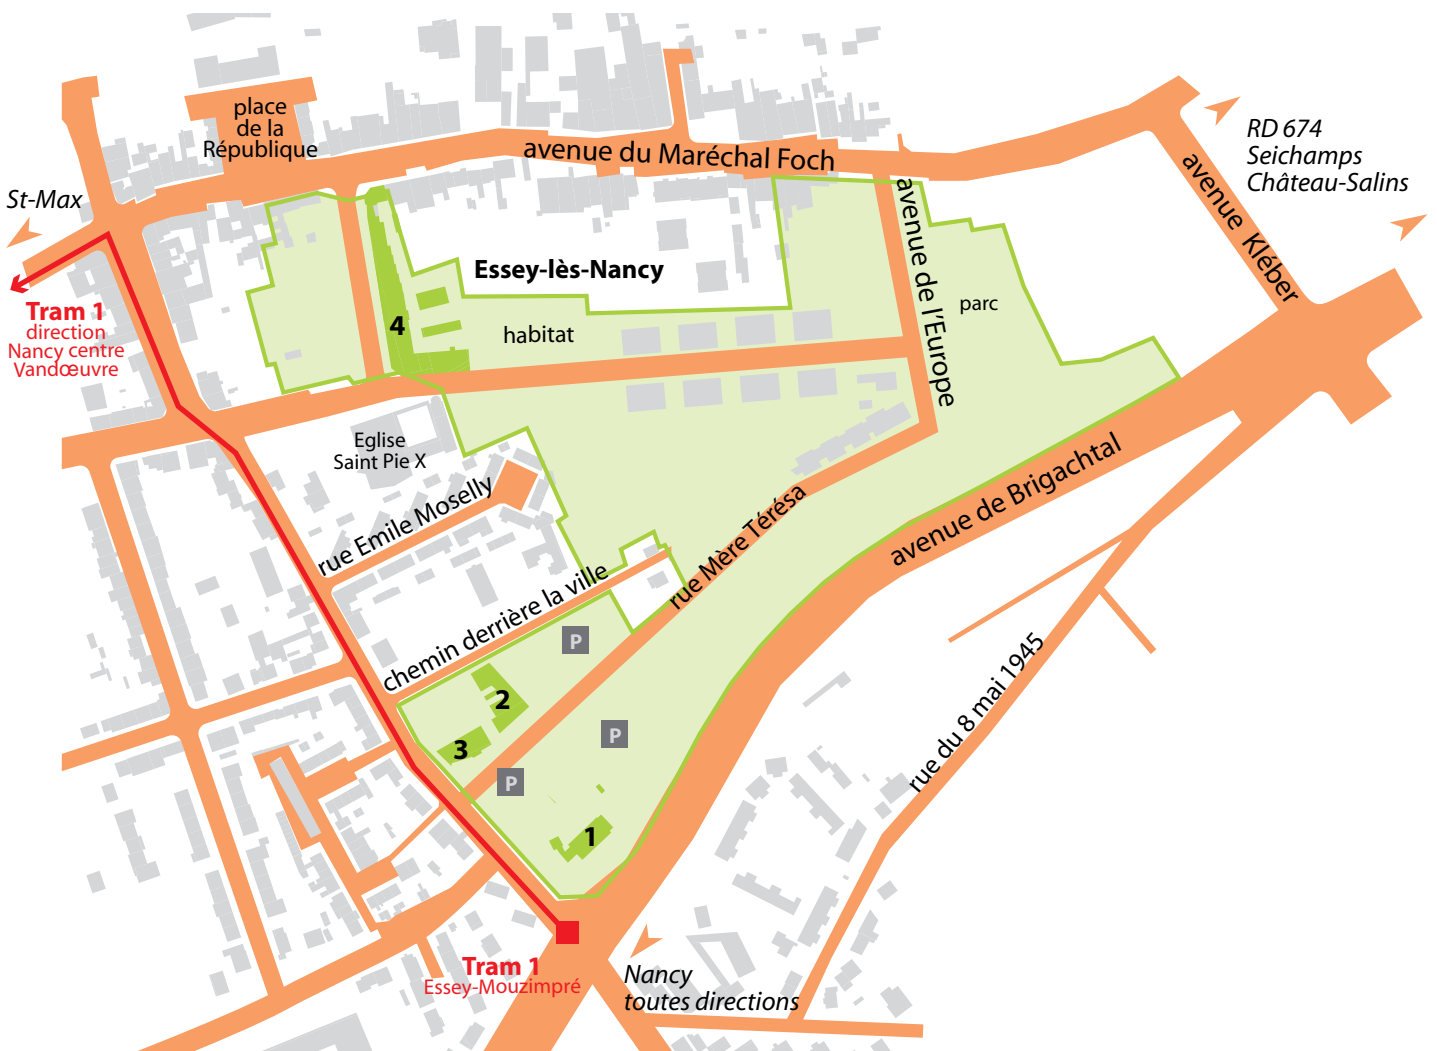 place
de la
République
avenue du Maréchal Foch
RD 674
Seichamps
Château-Salins
St-Max
avenue Kléber
avenue de l'Europe
Essey-lès-Nancy
parc
Tram 1
direction
Nancy centre
Vandœuvre
4
habitat
Eglise
Saint Pie X
rue Emile Moselly
avenue de Brigachtal
rue Mère Térésa
chemin derrière la ville
P
2
P
3
P
1
rue du 8 mai 1945
Tram 1
Essey-Mouzimpré
Nancy
toutes directions